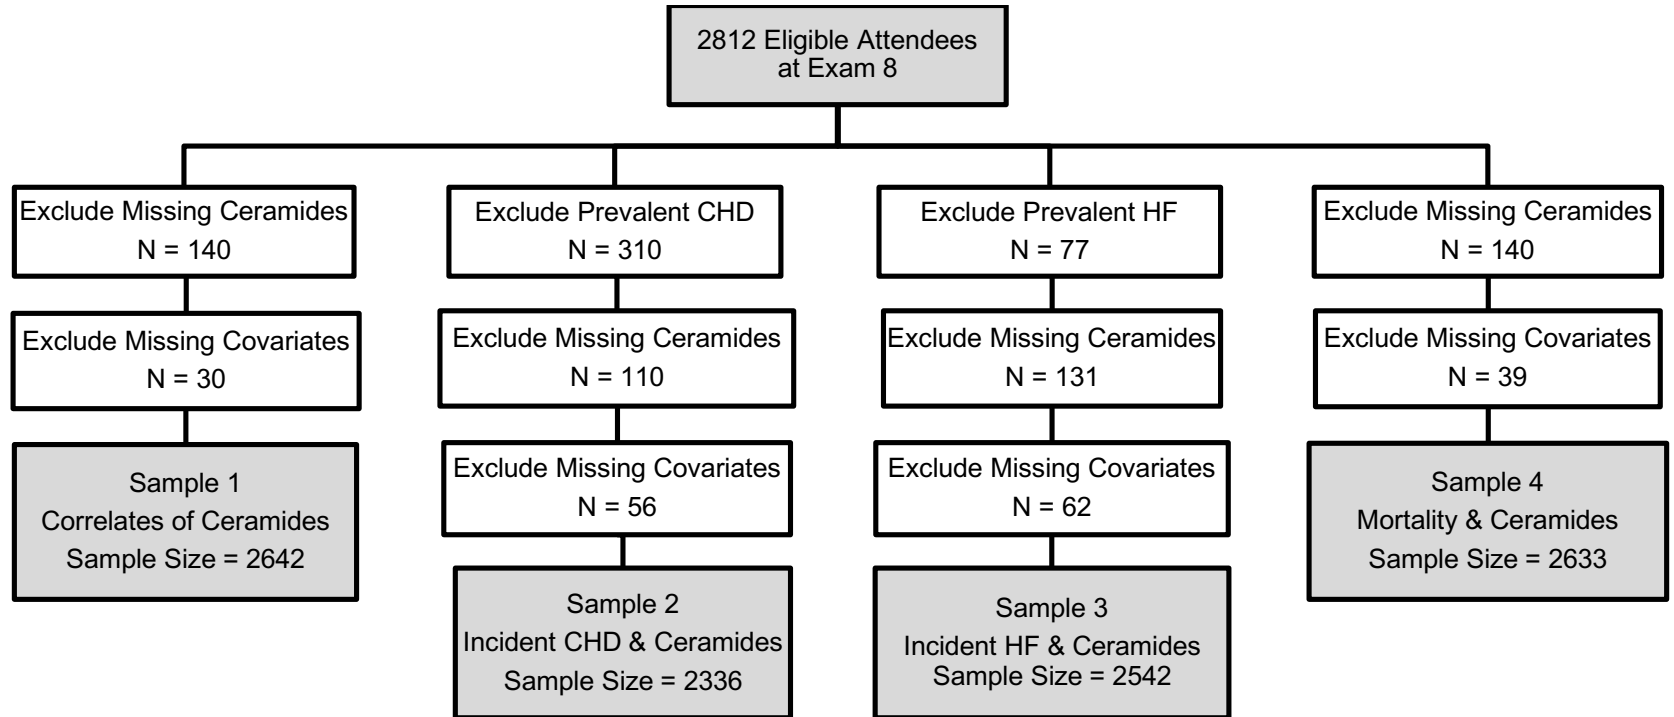 2812 Eligible Attendees
at Exam 8
Exclude Missing Ceramides
N = 140
Exclude Missing Covariates
N = 30
Sample 1
Correlates of Ceramides
Sample Size = 2642
Exclude Prevalent CHD
N = 310
Exclude Missing Ceramides
N = 110
Exclude Missing Covariates
N = 56
Sample 2
Incident CHD & Ceramides
Sample Size = 2336
Exclude Prevalent HF
N = 77
Exclude Missing Ceramides
N = 131
Exclude Missing Covariates
N = 62
Sample 3
Incident HF & Ceramides
Sample Size = 2542
Exclude Missing Ceramides
N = 140
Exclude Missing Covariates
N = 39
Sample 4
Mortality & Ceramides
Sample Size = 2633